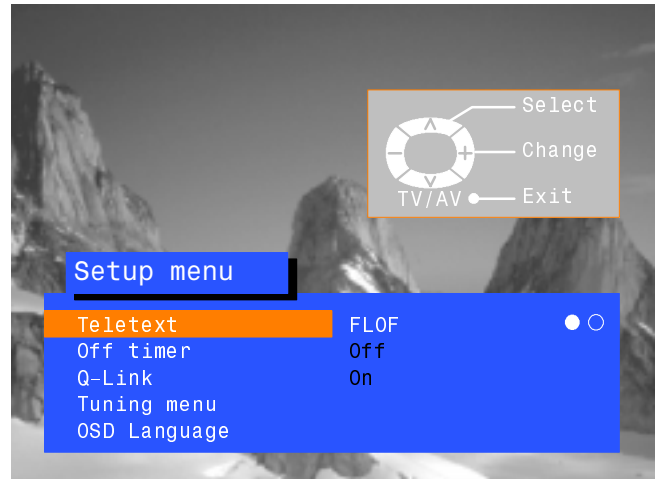 Select
Change
TV/AV Exit
Setup menu
Teletext FLOF
Off timer Off
Q-Link On
Tuning menu
OSD Language